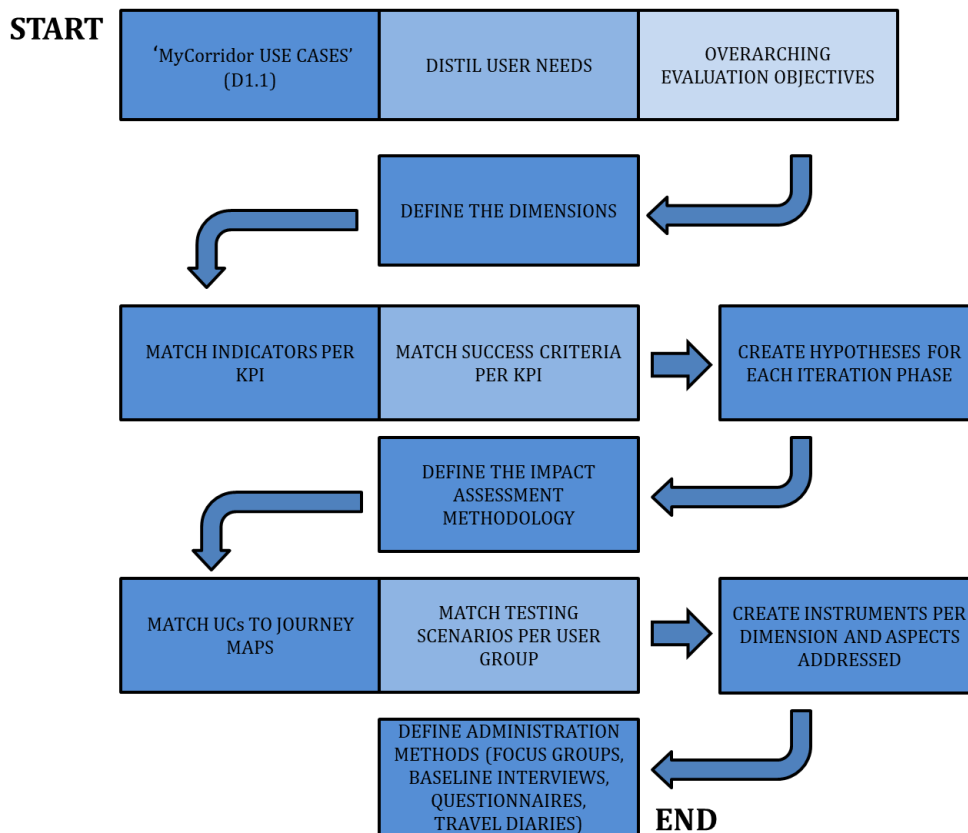 START
‘MyCorridor USE CASES’
(D1.1)
DISTIL USER NEEDS
OVERARCHING
EVALUATION OBJECTIVES
DEFINE THE DIMENSIONS
MATCH INDICATORS PER
KPI
MATCH SUCCESS CRITERIA
PER KPI
CREATE HYPOTHESES FOR
EACH ITERATION PHASE
DEFINE THE IMPACT
ASSESSMENT
METHODOLOGY
MATCH UCs TO JOURNEY
MAPS
MATCH TESTING
SCENARIOS PER USER
GROUP
CREATE INSTRUMENTS PER
DIMENSION AND ASPECTS
ADDRESSED
DEFINE ADMINISTRATION
METHODS (FOCUS GROUPS,
BASELINE INTERVIEWS,
QUESTIONNAIRES,
TRAVEL DIARIES)
END